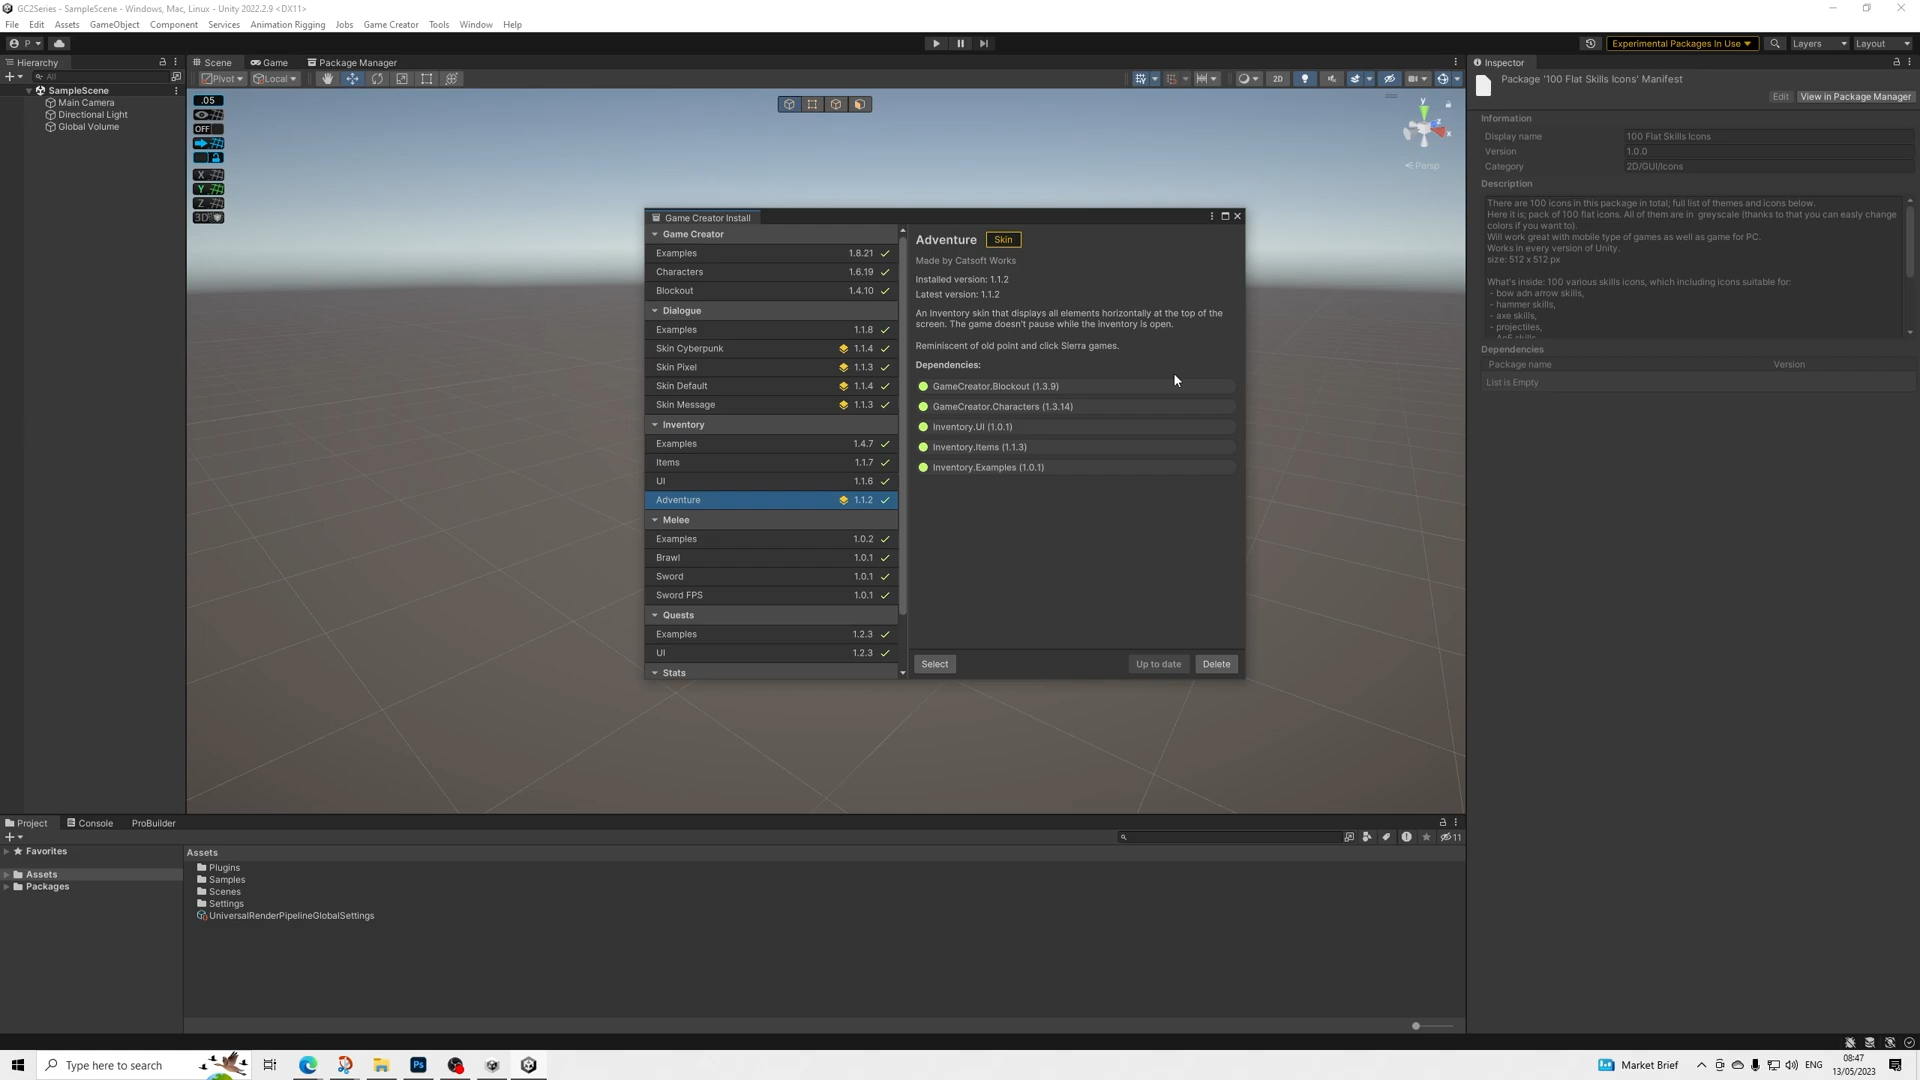 GC2Series - SampleScene - Windows, Mac, Linux - Unity 2022.2.9 <DX11>
File Edit Assets GameObject Component Services Animation Rigging Jobs Game Creator Tools Window Help
P
Experimental Packages In Use
Layers
Layout
Hierarchy
All
SampleScene
Main Camera
Directional Light
Global Volume
Scene
Game
Package Manager
Pivot
Local
2D
.05
OFF
X
Y
Z
3D
y
z
x
Persp
Game Creator Install
Game Creator
Examples 1.8.21
Characters 1.6.19
Blockout 1.4.10
Dialogue
Examples 1.1.8
Skin Cyberpunk 1.1.4
Skin Pixel 1.1.3
Skin Default 1.1.4
Skin Message 1.1.3
Inventory
Examples 1.4.7
Items 1.1.7
UI 1.1.6
Adventure 1.1.2
Melee
Examples 1.0.2
Brawl 1.0.1
Sword 1.0.1
Sword FPS 1.0.1
Quests
Examples 1.2.3
UI 1.2.3
Stats
Adventure Skin
Made by Catsoft Works
Installed version: 1.1.2
Latest version: 1.1.2
An Inventory skin that displays all elements horizontally at the top of the
screen. The game doesn't pause while the inventory is open.
Reminiscent of old point and click Sierra games.
Dependencies:
GameCreator.Blockout (1.3.9)
GameCreator.Characters (1.3.14)
Inventory.UI (1.0.1)
Inventory.Items (1.1.3)
Inventory.Examples (1.0.1)
Select
Up to date
Delete
Inspector
Package '100 Flat Skills Icons' Manifest
Edit
View in Package Manager
Information
Display name 100 Flat Skills Icons
Version 1.0.0
Category 2D/GUI/Icons
Description
There are 100 icons in this package in total; full list of themes and icons below.
Here it is; pack of 100 flat icons. All of them are in greyscale (thanks to that you can easly change
colors if you want to).
Will work great with mobile type of games as well as game for PC.
Works in every version of Unity.
size: 512 x 512 px
What's inside: 100 various skills icons, which including icons suitable for:
- bow adn arrow skills,
- hammer skills,
- axe skills,
- projectiles,
- AoE skills
Dependencies
Package name Version
List is Empty
Project
Console
ProBuilder
11
Favorites
Assets
Packages
Assets
Plugins
Samples
Scenes
Settings
UniversalRenderPipelineGlobalSettings
Type here to search
Ps
Market Brief
ENG
08:47
13/05/2023